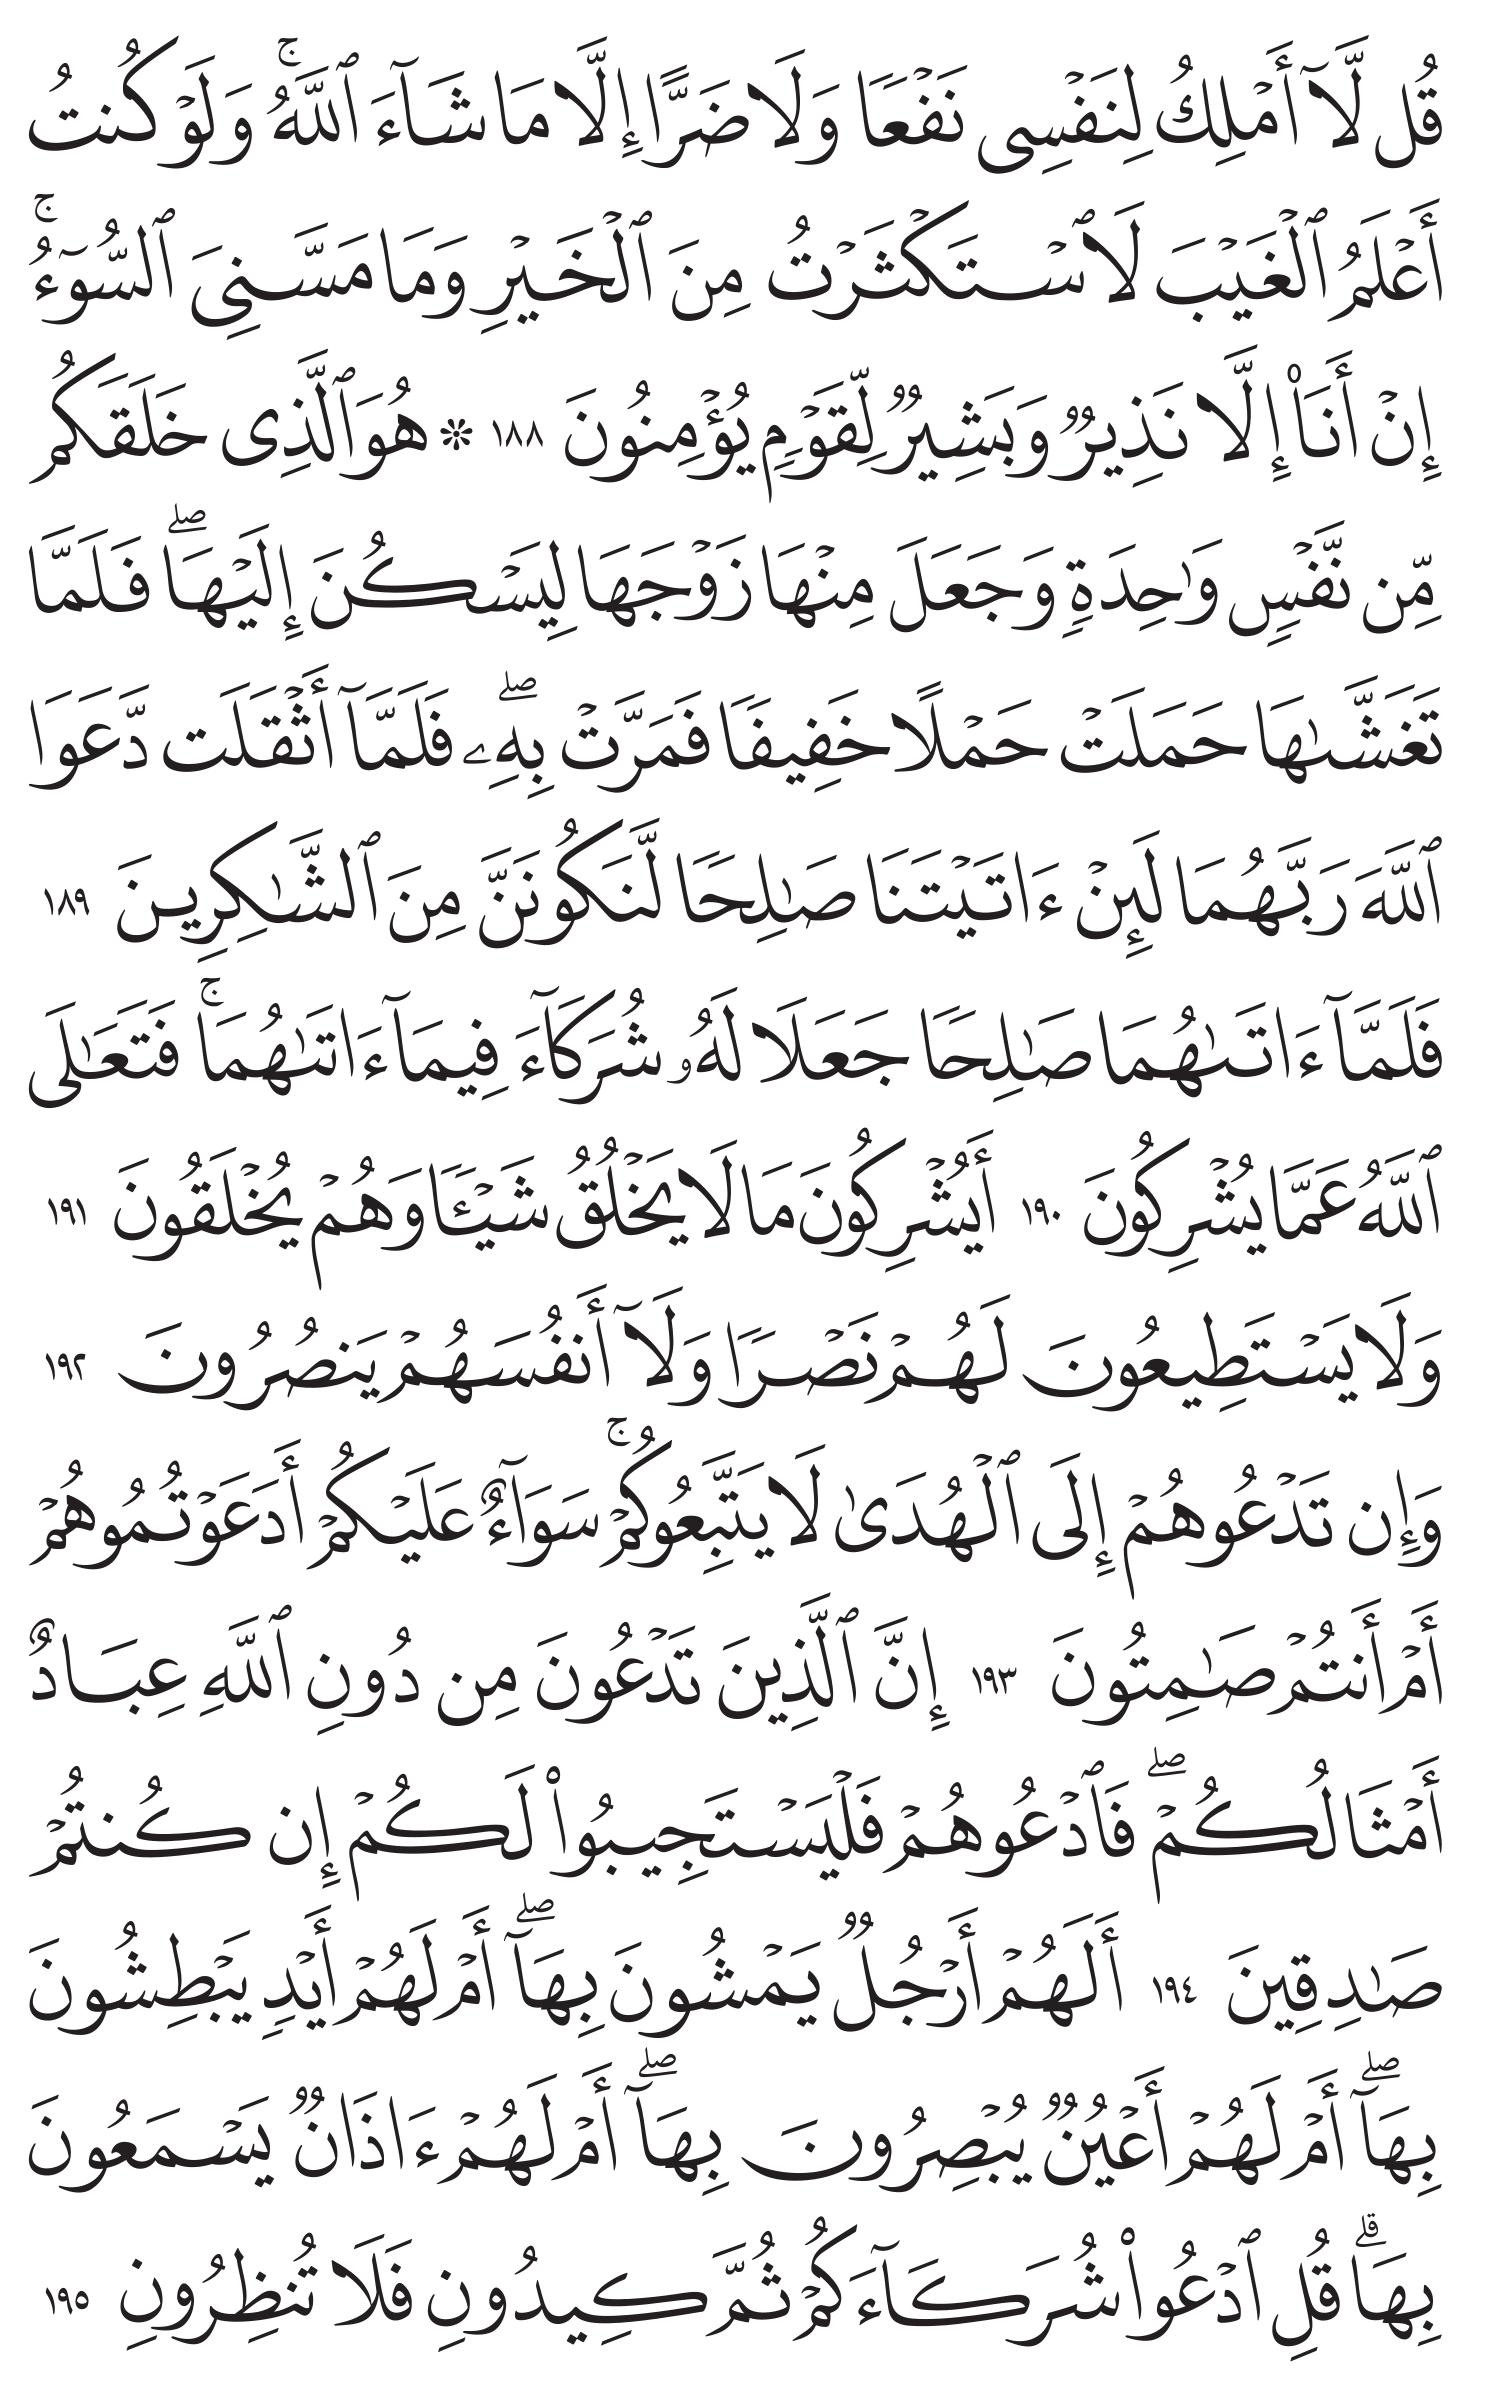 قُل لَّآ أَمْلِكُ لِنَفْسِى نَفْعًا وَلَا ضَرًّا إِلَّا مَا شَآءَ ٱللَّهُ ۚ وَلَوْ كُنتُ
أَعْلَمُ ٱلْغَيْبَ لَٱسْتَكْثَرْتُ مِنَ ٱلْخَيْرِ وَمَا مَسَّنِىَ ٱلسُّوٓءُ ۚ
إِنْ أَنَا۠ إِلَّا نَذِيرٌ وَبَشِيرٌ لِّقَوْمٍ يُؤْمِنُونَ ١٨٨ ۞ هُوَ ٱلَّذِى خَلَقَكُم
مِّن نَّفْسٍ وَٰحِدَةٍ وَجَعَلَ مِنْهَا زَوْجَهَا لِيَسْكُنَ إِلَيْهَا ۖ فَلَمَّا
تَغَشَّىٰهَا حَمَلَتْ حَمْلًا خَفِيفًا فَمَرَّتْ بِهِۦ ۖ فَلَمَّآ أَثْقَلَت دَّعَوَا
ٱللَّهَ رَبَّهُمَا لَئِنْ ءَاتَيْتَنَا صَٰلِحًا لَّنَكُونَنَّ مِنَ ٱلشَّٰكِرِينَ ١٨٩
فَلَمَّآ ءَاتَىٰهُمَا صَٰلِحًا جَعَلَا لَهُۥ شُرَكَآءَ فِيمَآ ءَاتَىٰهُمَا ۚ فَتَعَٰلَى
ٱللَّهُ عَمَّا يُشْرِكُونَ ١٩٠ أَيُشْرِكُونَ مَا لَا يَخْلُقُ شَيْـًٔا وَهُمْ يُخْلَقُونَ ١٩١
وَلَا يَسْتَطِيعُونَ لَهُمْ نَصْرًا وَلَآ أَنفُسَهُمْ يَنصُرُونَ ١٩٢
وَإِن تَدْعُوهُمْ إِلَى ٱلْهُدَىٰ لَا يَتَّبِعُوكُمْ ۚ سَوَآءٌ عَلَيْكُمْ أَدَعَوْتُمُوهُمْ
أَمْ أَنتُمْ صَٰمِتُونَ ١٩٣ إِنَّ ٱلَّذِينَ تَدْعُونَ مِن دُونِ ٱللَّهِ عِبَادٌ
أَمْثَالُكُمْ ۖ فَٱدْعُوهُمْ فَلْيَسْتَجِيبُوا۟ لَكُمْ إِن كُنتُمْ
صَٰدِقِينَ ١٩٤ أَلَهُمْ أَرْجُلٌ يَمْشُونَ بِهَآ ۖ أَمْ لَهُمْ أَيْدٍ يَبْطِشُونَ
بِهَآ ۖ أَمْ لَهُمْ أَعْيُنٌ يُبْصِرُونَ بِهَآ ۖ أَمْ لَهُمْ ءَاذَانٌ يَسْمَعُونَ
بِهَا ۗ قُلِ ٱدْعُوا۟ شُرَكَآءَكُمْ ثُمَّ كِيدُونِ فَلَا تُنظِرُونِ ١٩٥